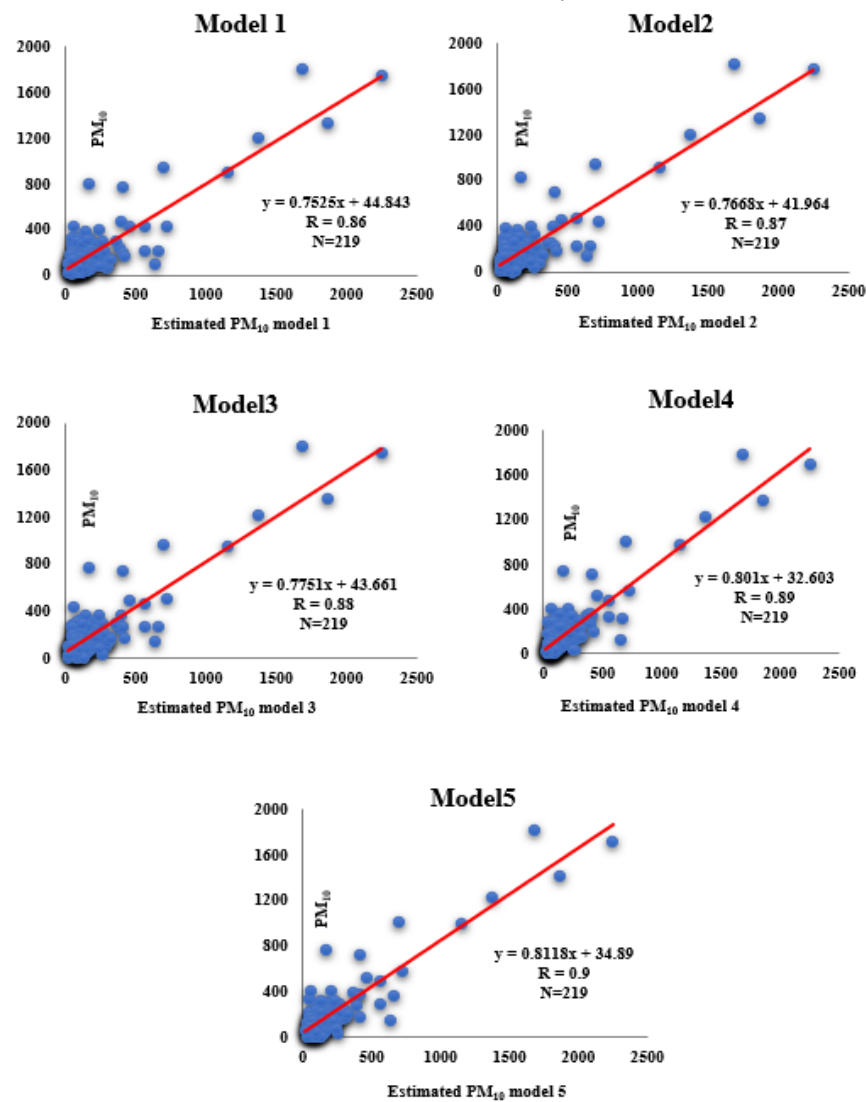 Model 1
2000
1600
1200
800
400
0
PM₁₀
y = 0.7525x + 44.843
R = 0.86
N=219
0 500 1000 1500 2000 2500
Estimated PM₁₀ model 1
Model2
2000
1600
1200
800
400
0
PM₁₀
y = 0.7668x + 41.964
R = 0.87
N=219
0 500 1000 1500 2000 2500
Estimated PM₁₀ model 2
Model3
2000
1600
1200
800
400
0
PM₁₀
y = 0.7751x + 43.661
R = 0.88
N=219
0 500 1000 1500 2000 2500
Estimated PM₁₀ model 3
Model4
2000
1600
1200
800
400
0
PM₁₀
y = 0.801x + 32.603
R = 0.89
N=219
0 500 1000 1500 2000 2500
Estimated PM₁₀ model 4
Model5
2000
1600
1200
800
400
0
PM₁₀
y = 0.8118x + 34.89
R = 0.9
N=219
0 500 1000 1500 2000 2500
Estimated PM₁₀ model 5